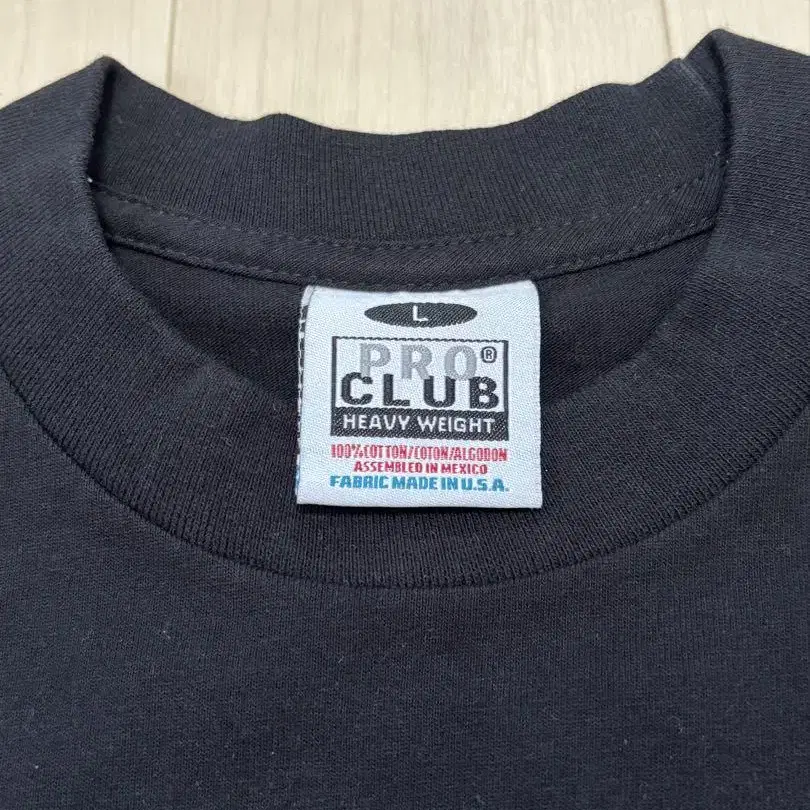 L
PRO®
CLUB
HEAVY WEIGHT
100%COTTON/COTON/ALGODON
ASSEMBLED IN MEXICO
FABRIC MADE IN U.S.A.